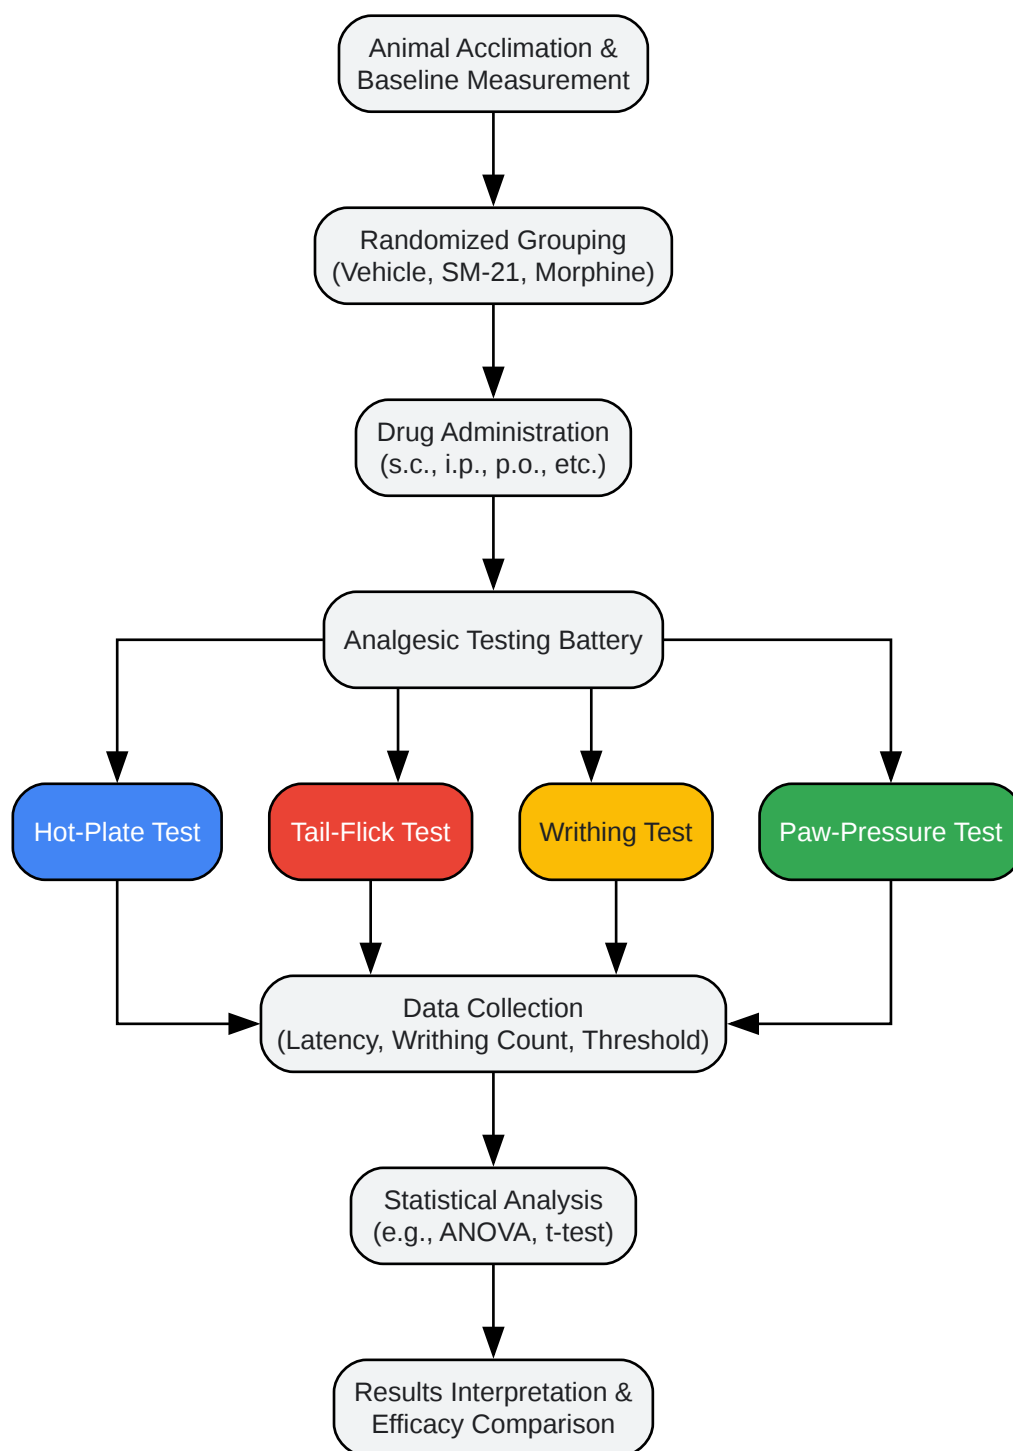 Animal Acclimation &
Baseline Measurement
Randomized Grouping
(Vehicle, SM-21, Morphine)
Drug Administration
(s.c., i.p., p.o., etc.)
Analgesic Testing Battery
Hot-Plate Test
Tail-Flick Test
Writhing Test
Paw-Pressure Test
Data Collection
(Latency, Writhing Count, Threshold)
Statistical Analysis
(e.g., ANOVA, t-test)
Results Interpretation &
Efficacy Comparison